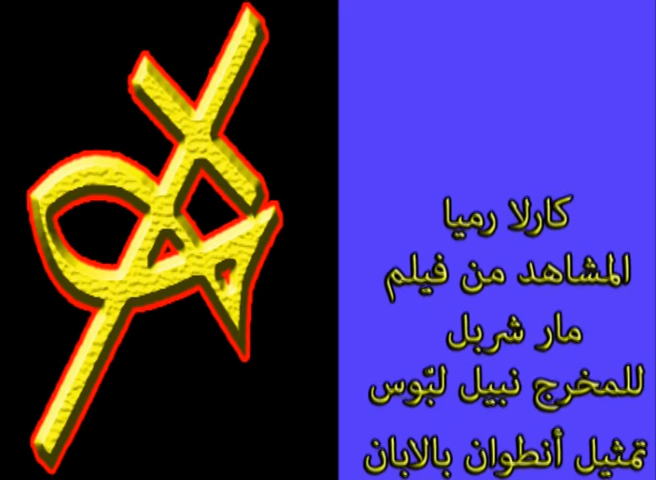 كارلا رميا
المشاهد من فيلم
مار شربل
للمخرج نبيل لبّوس
تمثيل أنطوان بالابان